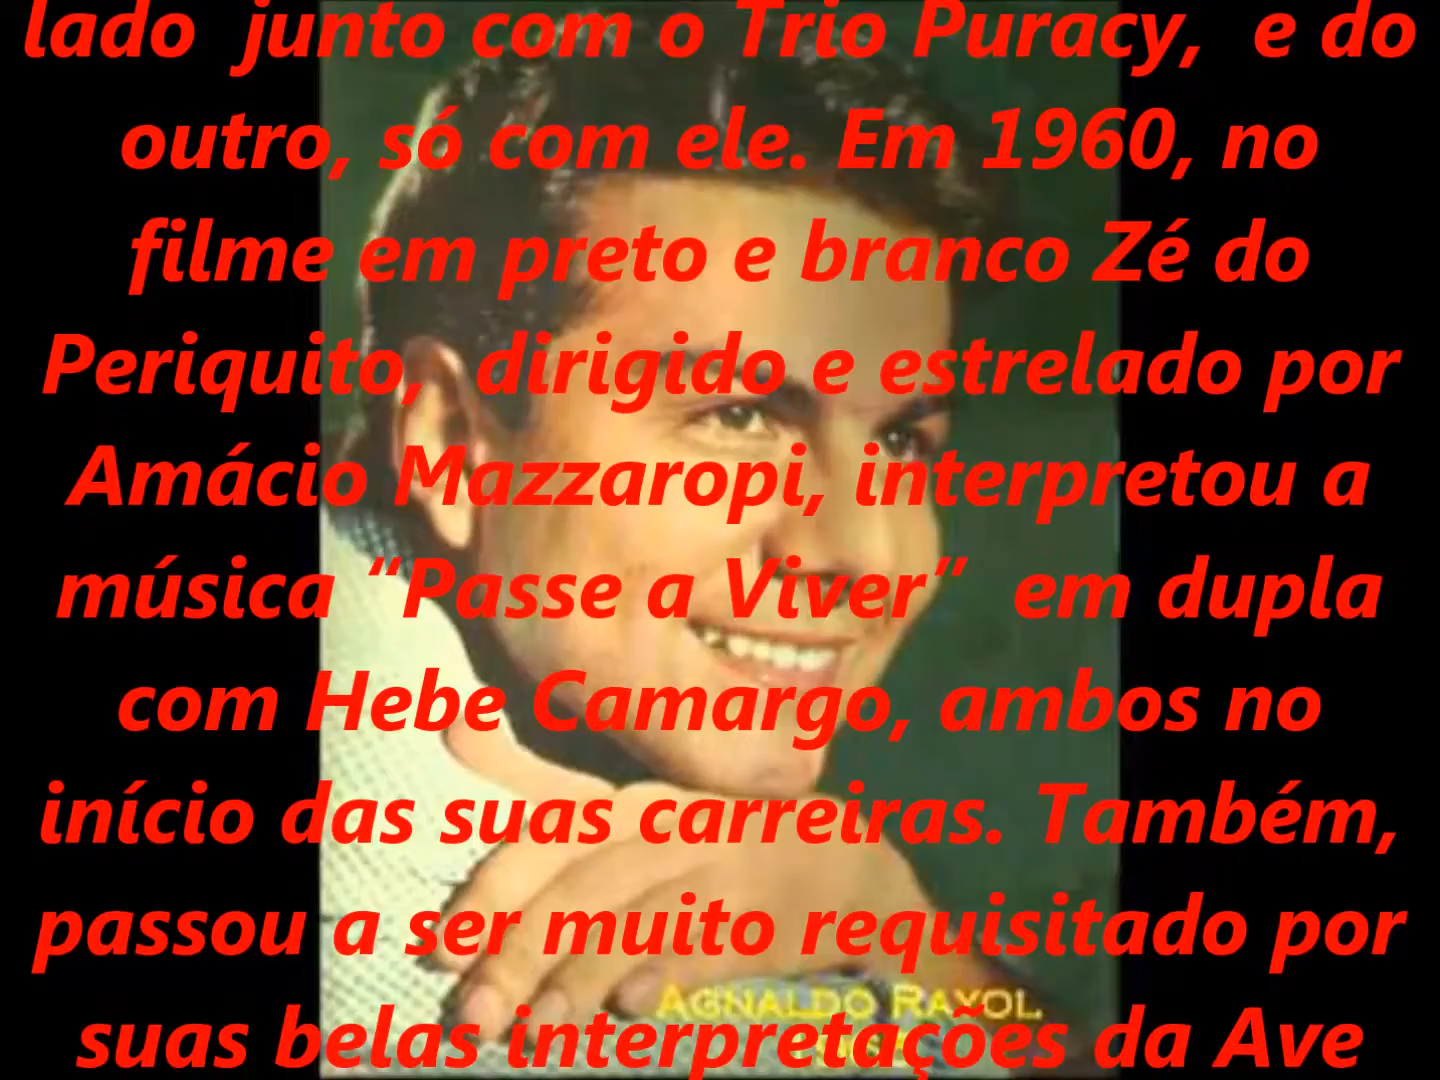 lado junto com o Trio Puracy, e do
outro, só com ele. Em 1960, no
filme em preto e branco Zé do
Periquito, dirigido e estrelado por
Amácio Mazzaropi, interpretou a
música “Passe a Viver” em dupla
com Hebe Camargo, ambos no
início das suas carreiras. Também,
passou a ser muito requisitado por
AGNALDO RAYOL
suas belas interpretações da Ave